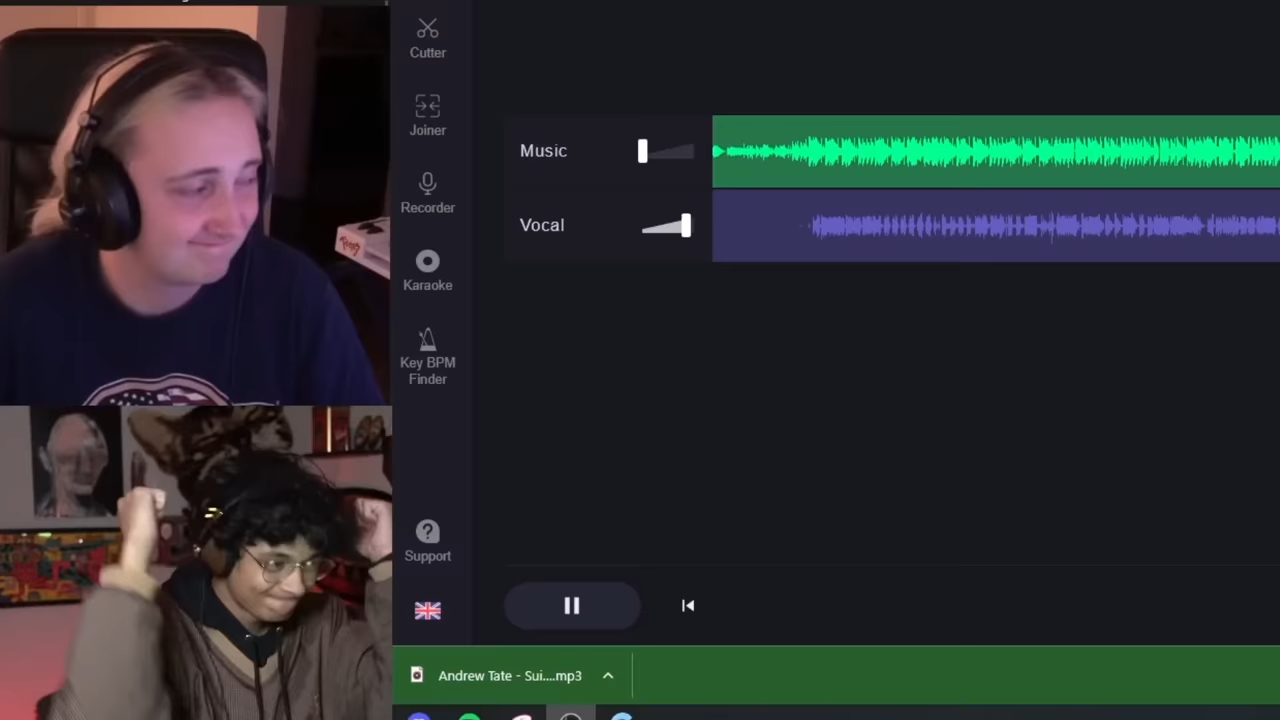 Cutter
Joiner
Recorder
Karaoke
Key BPM
Finder
Support
Music
Vocal
Andrew Tate - Sui....mp3